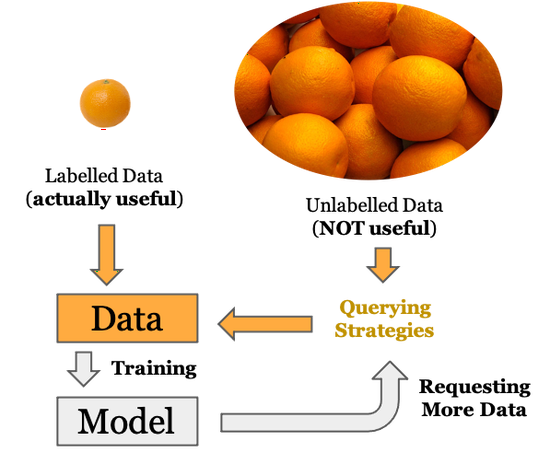 Labelled Data
(actually useful)
Unlabelled Data
(NOT useful)
Data
Querying
Strategies
Training
Model
Requesting
More Data